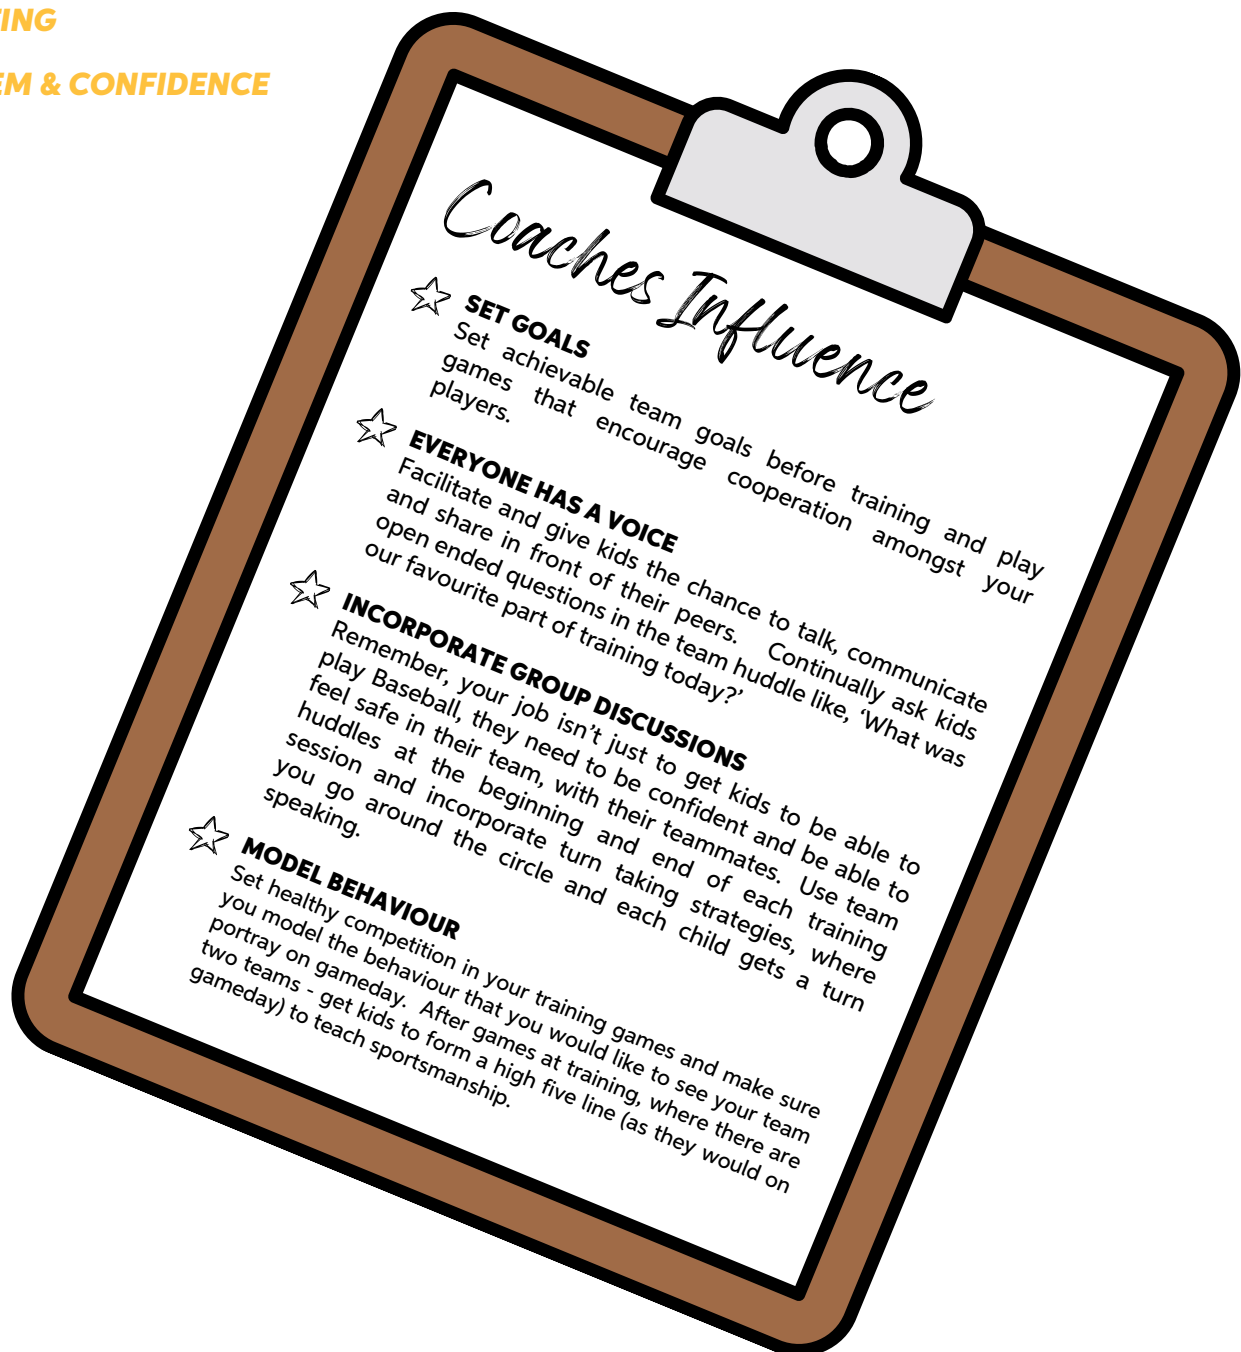 TING
EM & CONFIDENCE
Coaches Influence
SET GOALS
Set achievable team goals before training and play
games that encourage cooperation amongst your
players.
EVERYONE HAS A VOICE
Facilitate and give kids the chance to talk, communicate
and share in front of their peers. Continually ask kids
open ended questions in the team huddle like, ‘What was
our favourite part of training today?’
INCORPORATE GROUP DISCUSSIONS
Remember, your job isn’t just to get kids to be able to
play Baseball, they need to be confident and be able to
feel safe in their team, with their teammates. Use team
huddles at the beginning and end of each training
session and incorporate turn taking strategies, where
you go around the circle and each child gets a turn
speaking.
MODEL BEHAVIOUR
Set healthy competition in your training games and make sure
you model the behaviour that you would like to see your team
portray on gameday. After games at training, where there are
two teams - get kids to form a high five line (as they would on
gameday) to teach sportsmanship.